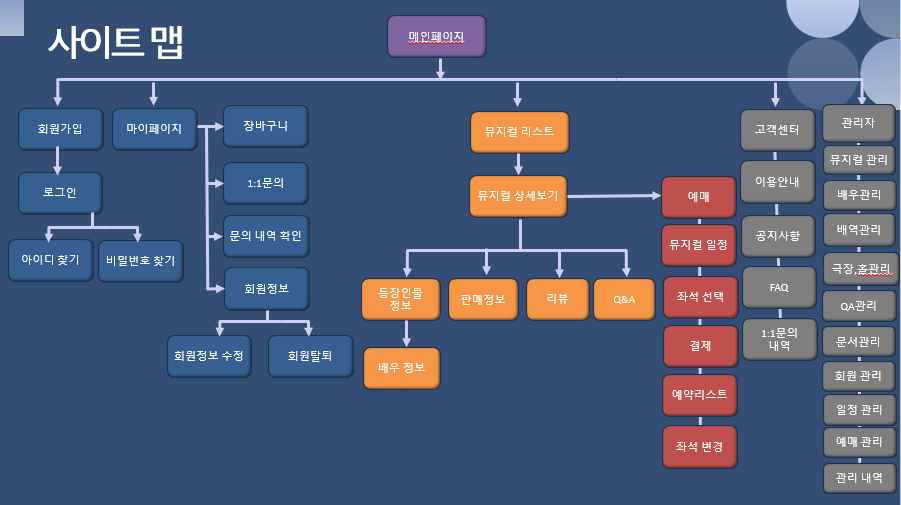 사이트 맵
메인페이지
회원가입
로그인
아이디 찾기
비밀번호 찾기
마이페이지
장바구니
1:1문의
문의 내역 확인
회원정보
회원정보 수정
회원탈퇴
뮤지컬 리스트
뮤지컬 상세보기
등장인물
정보
배우 정보
판매정보
리뷰
Q&A
예매
뮤지컬 일정
좌석 선택
결제
예약리스트
좌석 변경
고객센터
이용안내
공지사항
FAQ
1:1문의
내역
관리자
뮤지컬 관리
배우관리
배역관리
극장,홀관리
QA관리
문서관리
회원 관리
일정 관리
예매 관리
관리 내역